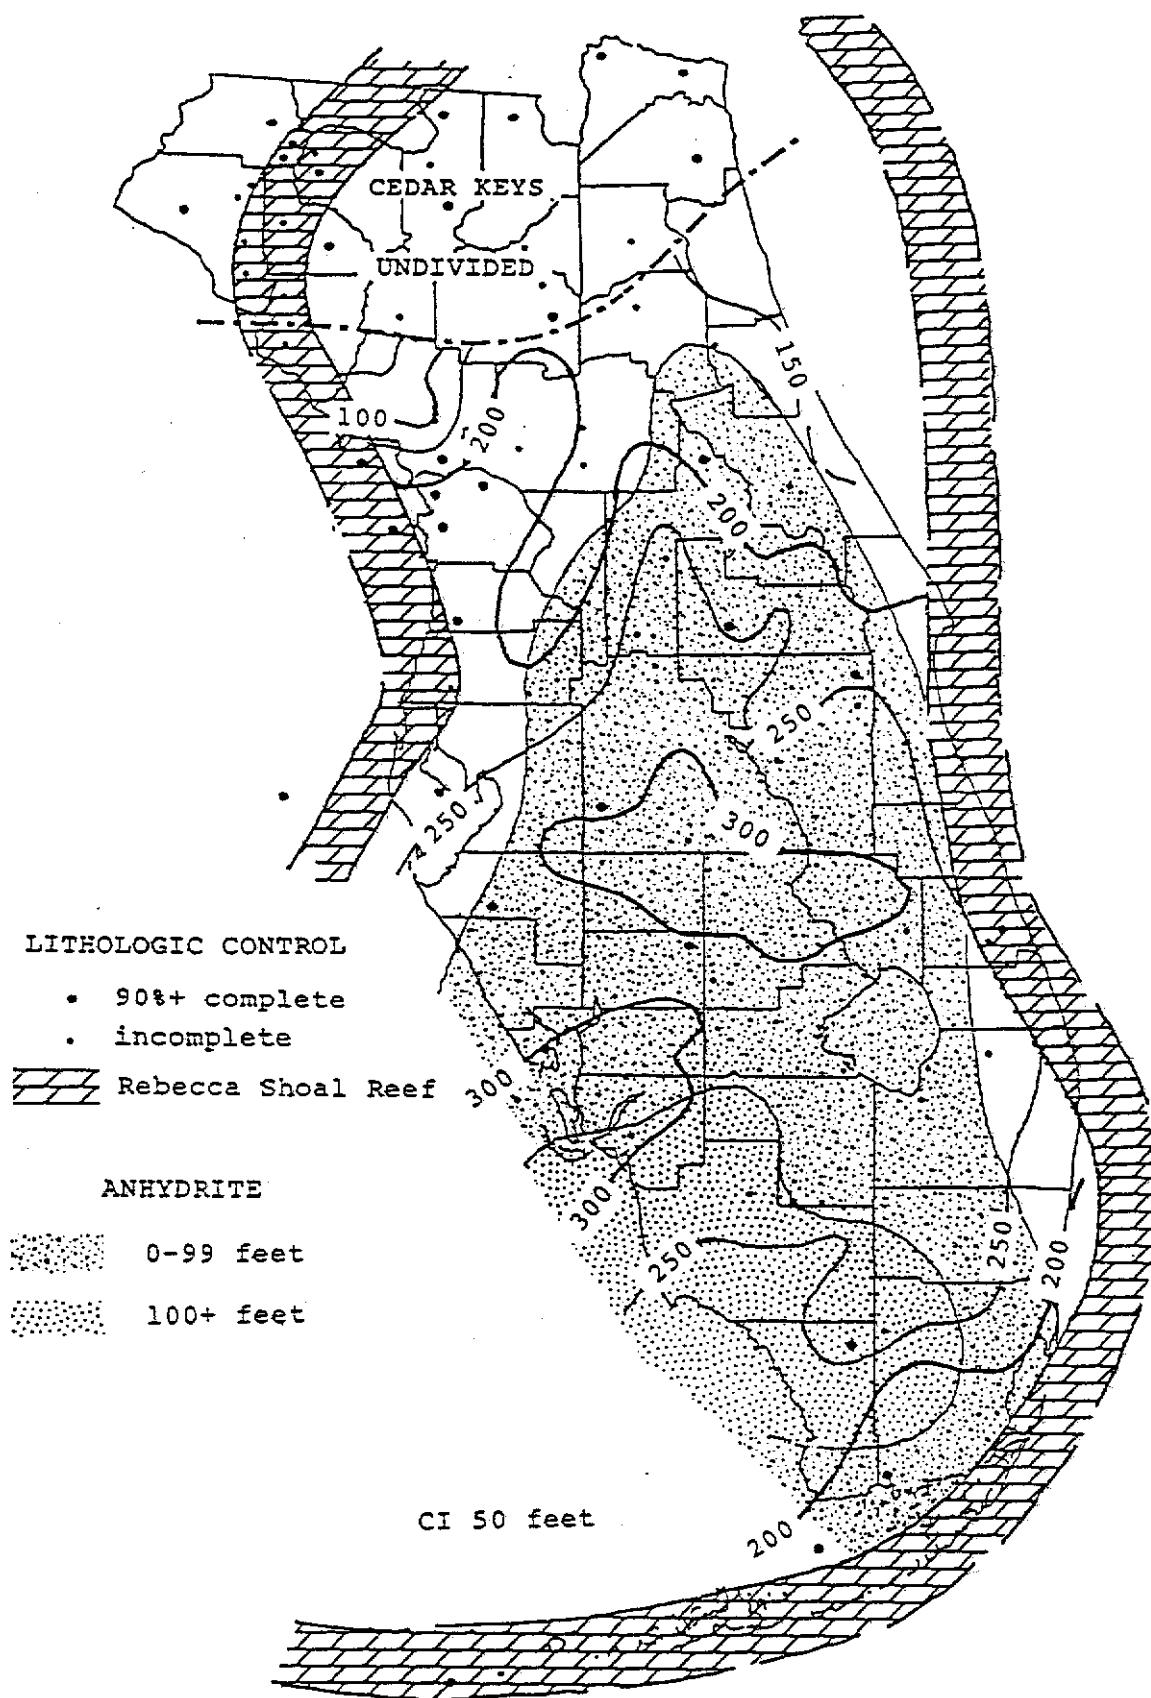 CEDAR KEYS
UNDIVIDED
150
100
200
200
250
300
250
LITHOLOGIC CONTROL
90%+ complete
incomplete
Rebecca Shoal Reef
300
ANHYDRITE
300
0-99 feet
250
250
200
100+ feet
CI 50 feet
200